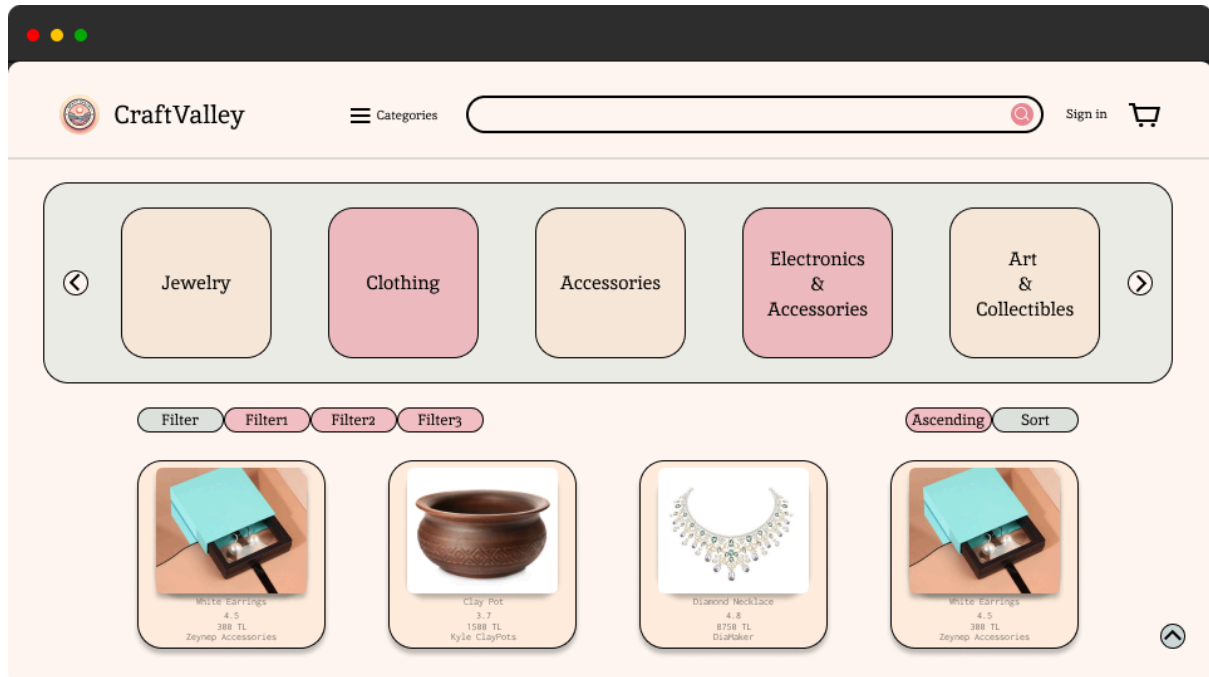 CraftValley
Categories
Sign in
Jewelry
Clothing
Accessories
Electronics
&
Accessories
Art
&
Collectibles
Filter
Filter1
Filter2
Filter3
Ascending
Sort
White Earrings
4.5
300 TL
Zeynep Accessories
Clay Pot
3.7
1500 TL
Kyle ClayPots
Diamond Necklace
4.8
8750 TL
DiaMaker
White Earrings
4.5
300 TL
Zeynep Accessories